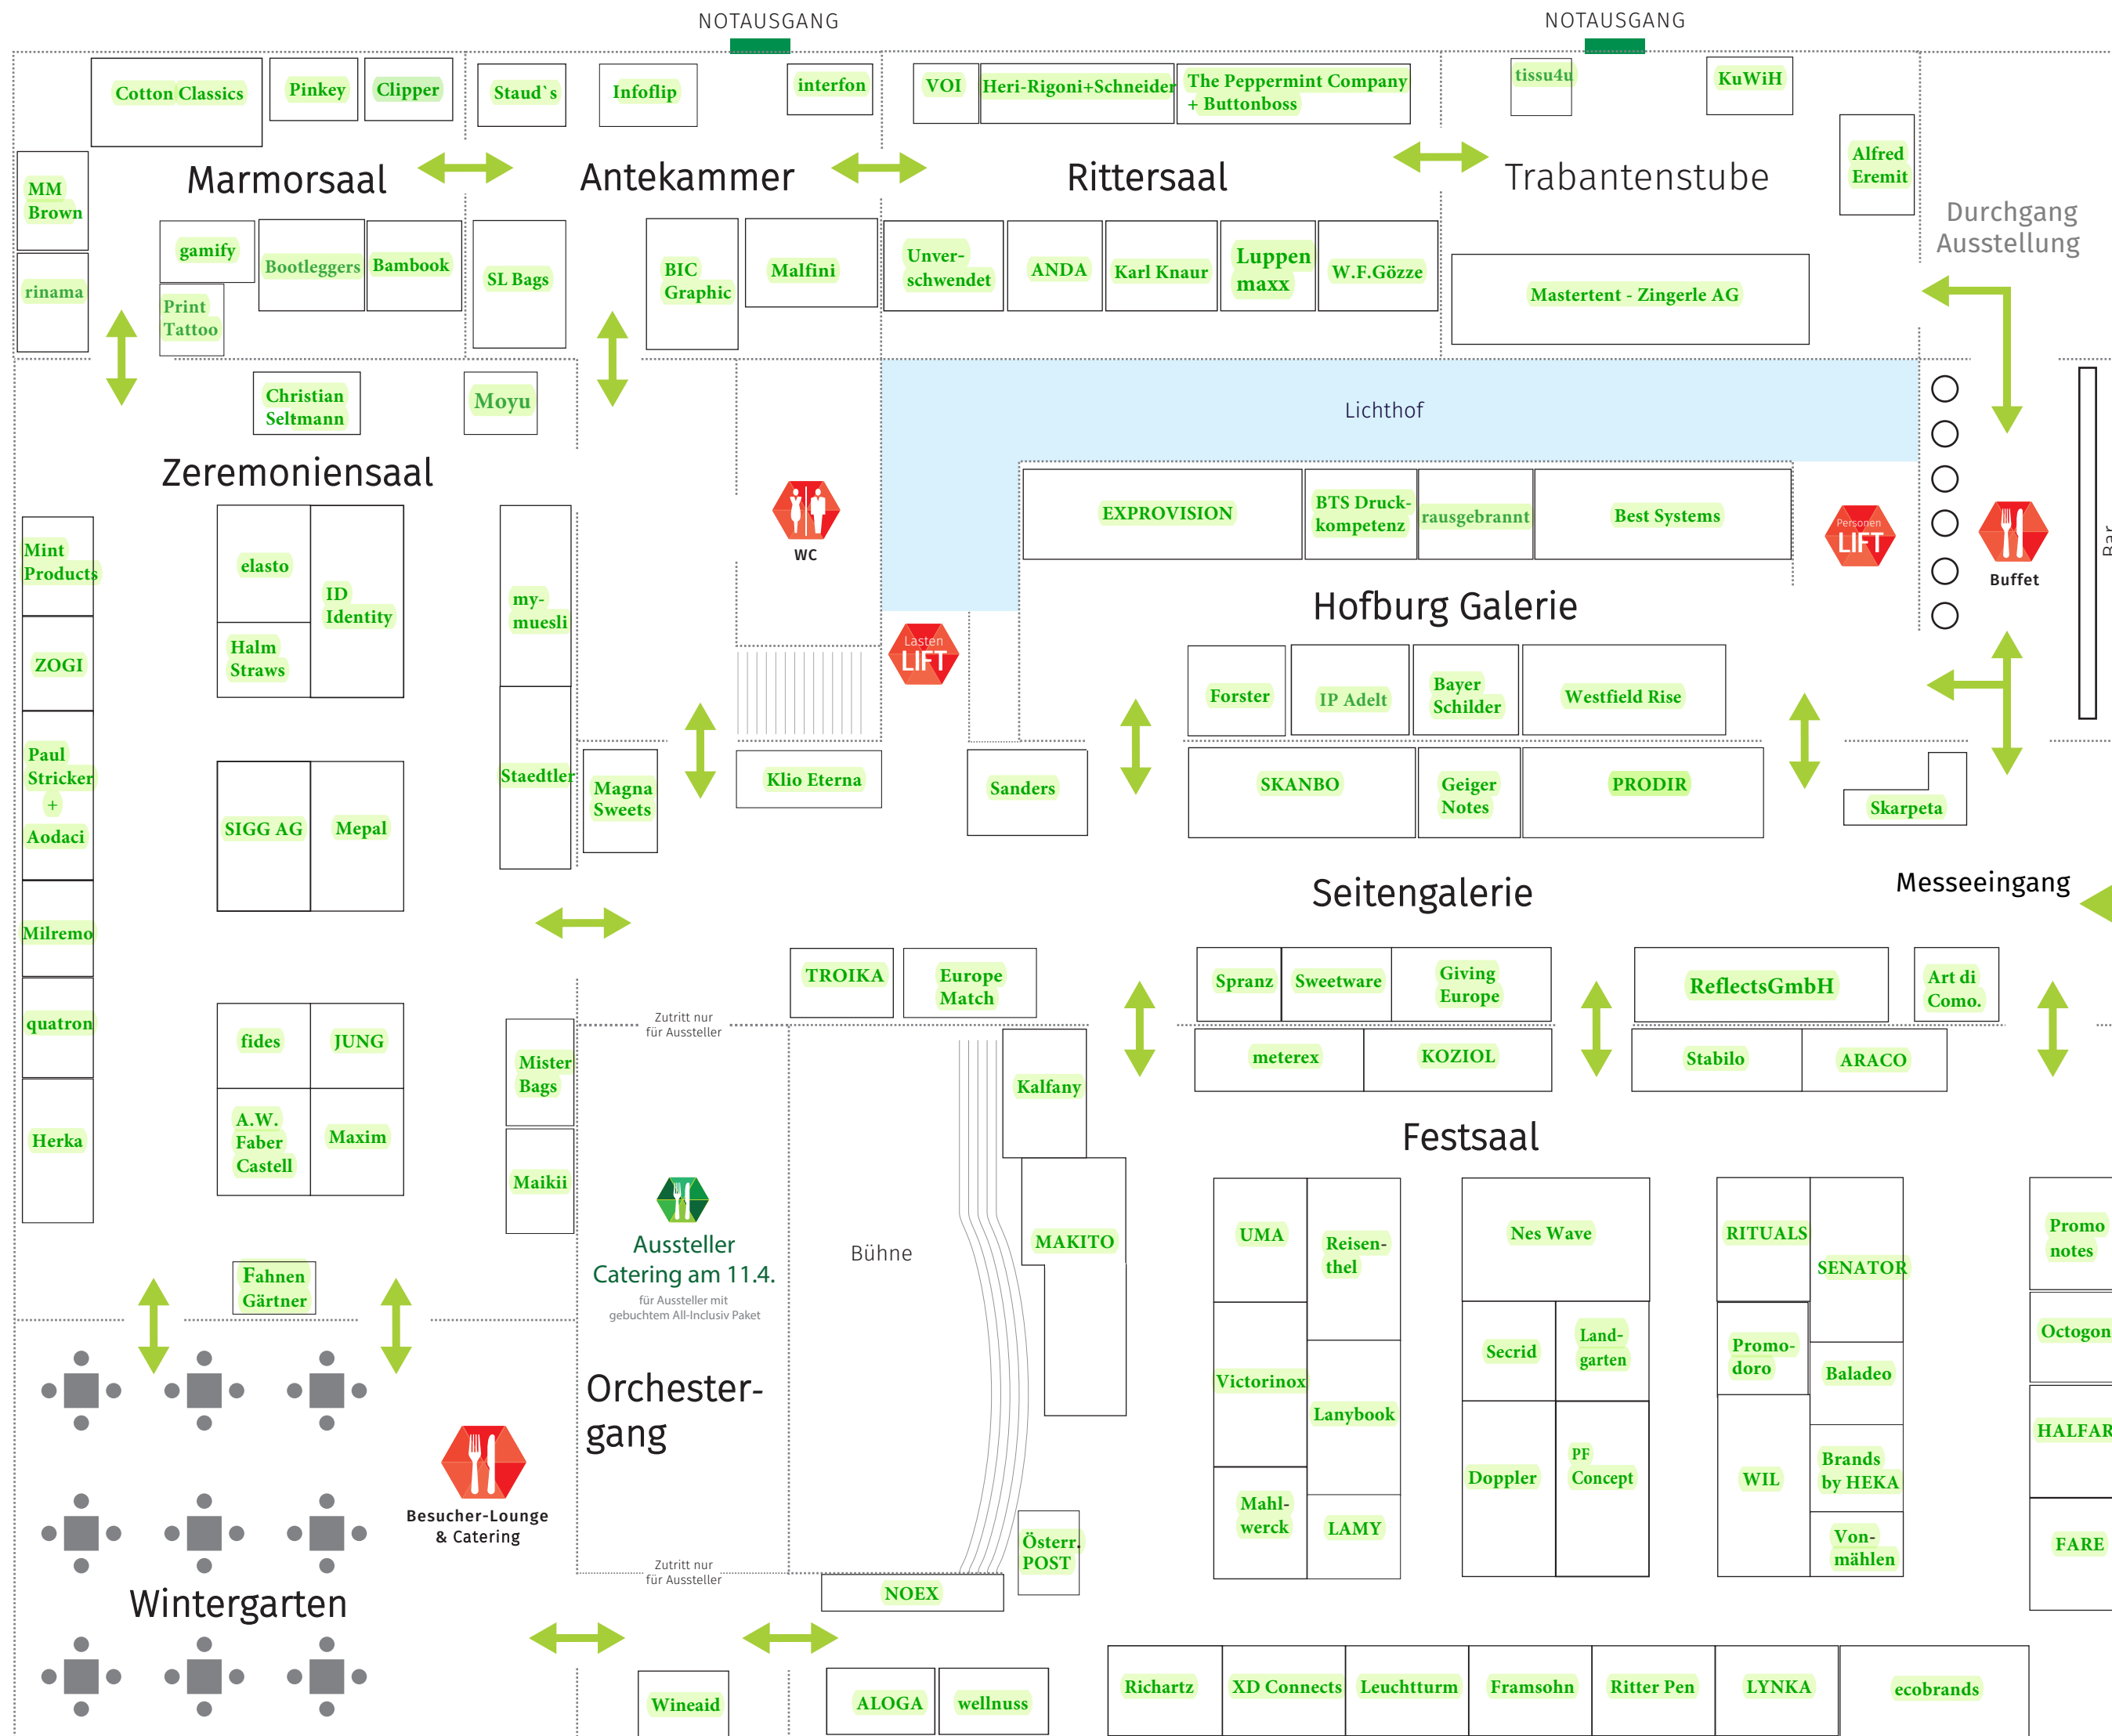 NOTAUSGANG
NOTAUSGANG
Cotton Classics
Pinkey
Clipper
Staud`s
Infoflip
interfon
VOI
Heri-Rigoni+Schneider
The Peppermint Company
+ Buttonboss
tissu4u
KuWiH
Alfred
Eremit
MM
Brown
Marmorsaal
Antekammer
Rittersaal
Trabantenstube
Durchgang
Ausstellung
rinama
gamify
Print
Tattoo
Bootleggers
Bambook
SL Bags
BIC
Graphic
Malfini
Unver-
schwendet
ANDA
Karl Knaur
Luppen
maxx
W.F.Gözze
Mastertent - Zingerle AG
Christian
Seltmann
Moyu
Lichthof
Zeremoniensaal
WC
EXPROVISION
BTS Druck-
kompetenz
rausgebrannt
Best Systems
Personen
LIFT
Buffet
Bar
Mint
Products
elasto
ID
Identity
Halm
Straws
my-
muesli
Lasten
LIFT
Hofburg Galerie
ZOGI
Forster
IP Adelt
Bayer
Schilder
Westfield Rise
Paul
Stricker
+
Aodaci
SIGG AG
Mepal
Staedtler
Magna
Sweets
Klio Eterna
Sanders
SKANBO
Geiger
Notes
PRODIR
Skarpeta
Seitengalerie
Messeeingang
Milremo
quatron
Herka
TROIKA
Europe
Match
Spranz
Sweetware
Giving
Europe
ReflectsGmbH
Art di
Como.
fides
JUNG
A.W.
Faber
Castell
Maxim
Mister
Bags
Maikii
Zutritt nur
für Aussteller
Kalfany
meterex
KOZIOL
Stabilo
ARACO
Festsaal
Aussteller
Catering am 11.4.
für Aussteller mit
gebuchtem All-Inclusiv Paket
Bühne
MAKITO
Fahnen
Gärtner
UMA
Reisen-
thel
Nes Wave
RITUALS
SENATOR
Promo
notes
Octogon
Victorinox
Lanybook
Secrid
Land-
garten
Promo-
doro
Baladeo
HALFAR
Orchester-
gang
Doppler
PF
Concept
WIL
Brands
by HEKA
Mahl-
werck
LAMY
Von-
mählen
FARE
Besucher-Lounge
& Catering
Österr.
POST
Zutritt nur
für Aussteller
NOEX
Wintergarten
Wineaid
ALOGA
wellnuss
Richartz
XD Connects
Leuchtturm
Framsohn
Ritter Pen
LYNKA
ecobrands